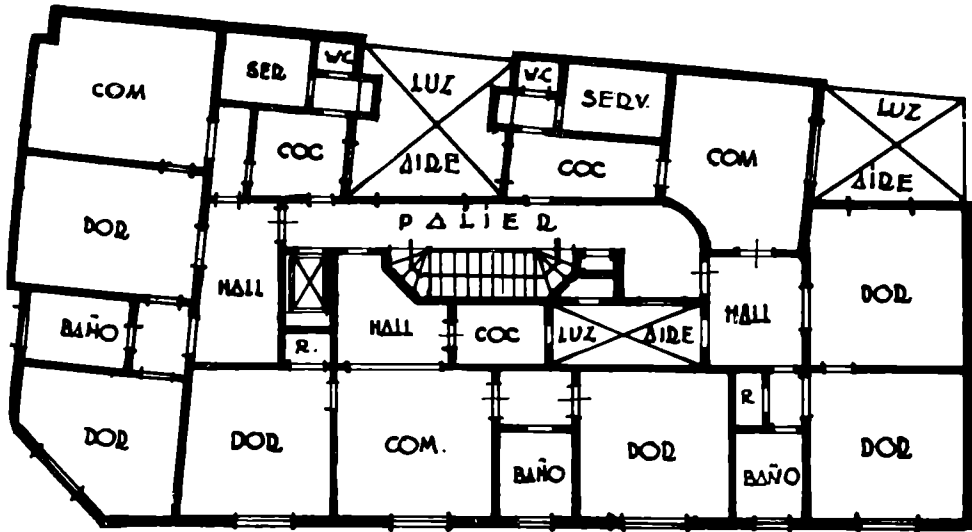 COM
SER
WC
LUZ
AIRE
WC
SERV.
COM
LUZ
AIRE
COC
COC
PALIER
DOR
HALL
HALL
COC
LUZ AIRE
HALL
DOR
BAÑO
R.
DOR
DOR
COM.
BAÑO
DOR
R
BAÑO
DOR